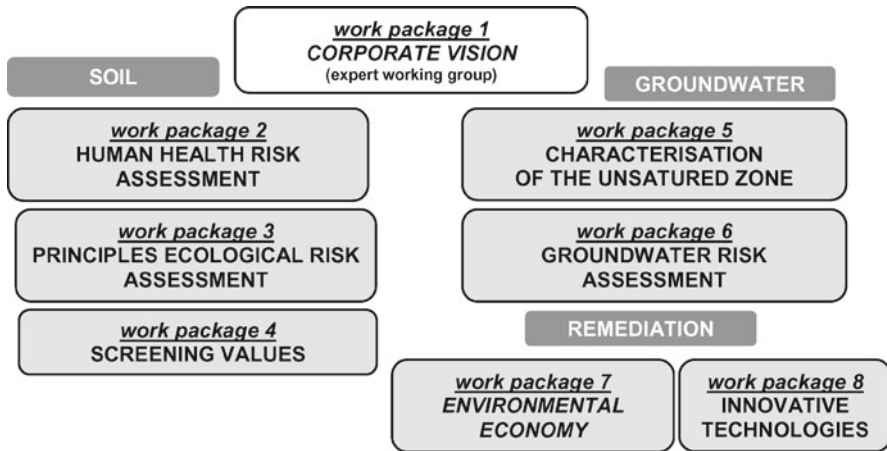 work package 1
CORPORATE VISION
(expert working group)
SOIL
work package 2
HUMAN HEALTH RISK
ASSESSMENT
work package 3
PRINCIPLES ECOLOGICAL RISK
ASSESSMENT
work package 4
SCREENING VALUES
GROUNDWATER
work package 5
CHARACTERISATION
OF THE UNSATURED ZONE
work package 6
GROUNDWATER RISK
ASSESSMENT
REMEDIATION
work package 7
ENVIRONMENTAL
ECONOMY
work package 8
INNOVATIVE
TECHNOLOGIES